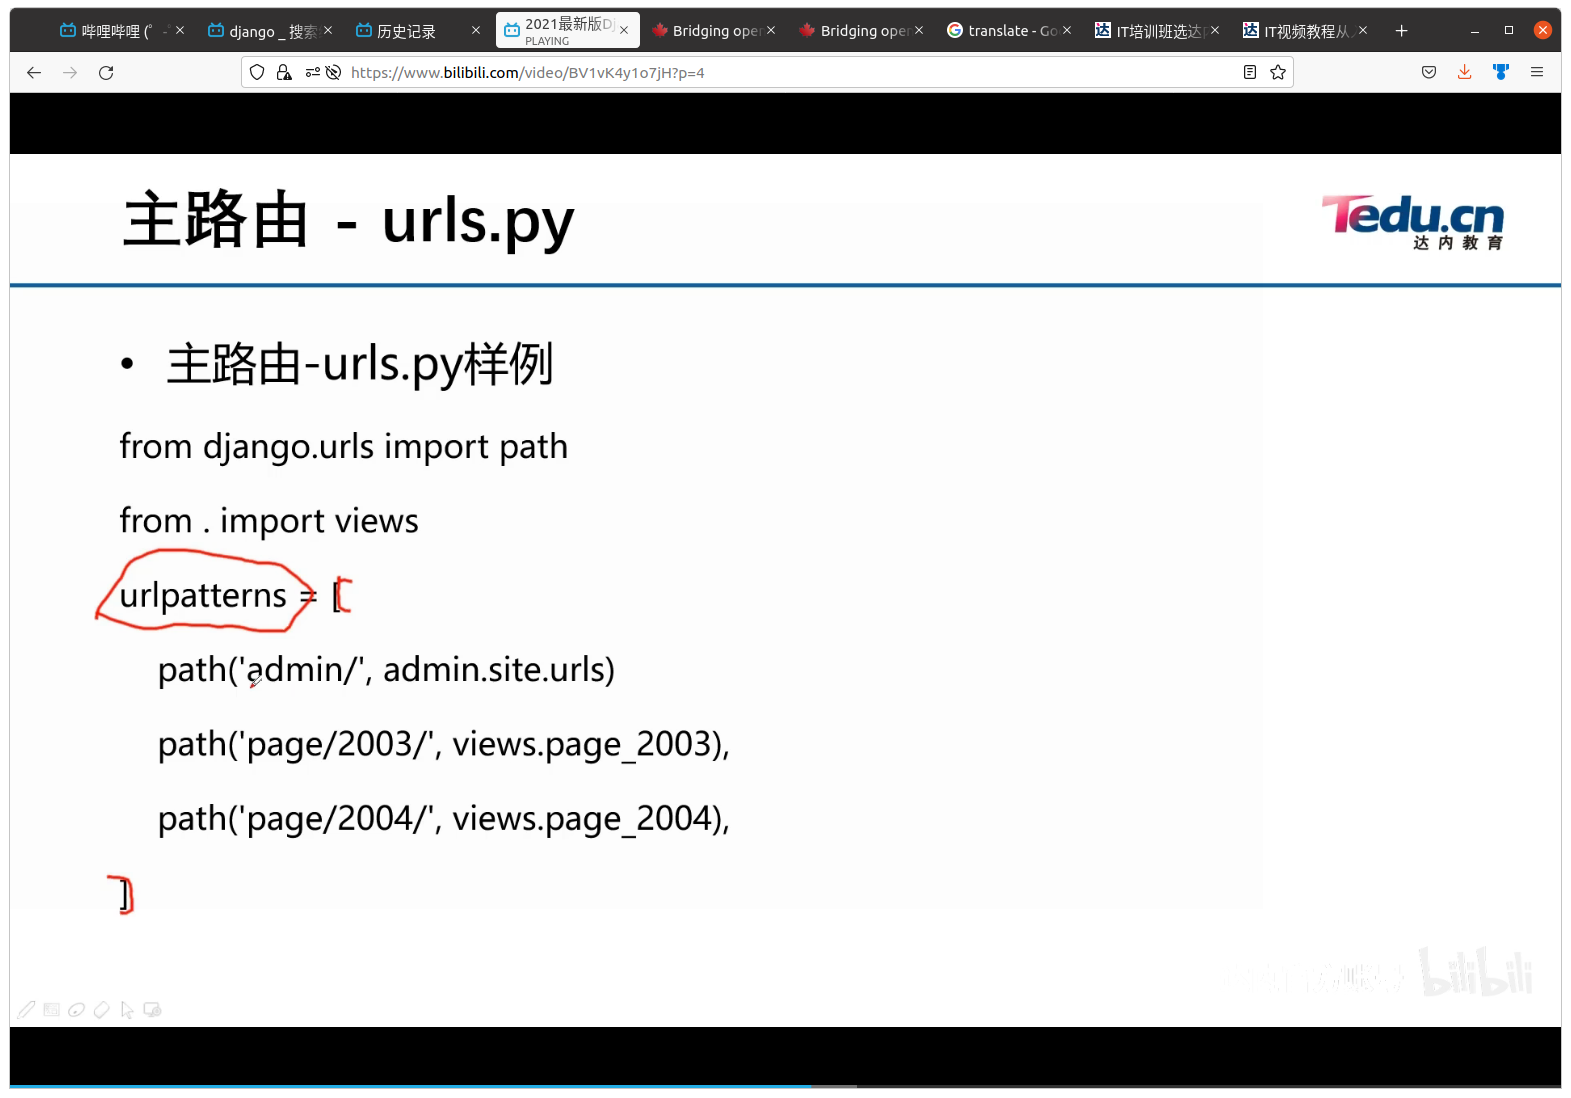 哔哩哔哩 (゜-
django _ 搜索
历史记录
2021最新版Dj
PLAYING
Bridging oper
Bridging oper
translate - Go
IT培训班选达内
IT视频教程从入
https://www.bilibili.com/video/BV1vK4y1o7jH?p=4
主路由 - urls.py
Tedu.cn
达内教育
• 主路由-urls.py样例
from django.urls import path
from . import views
urlpatterns = [
path('admin/', admin.site.urls)
path('page/2003/', views.page_2003),
path('page/2004/', views.page_2004),
]
bilibili